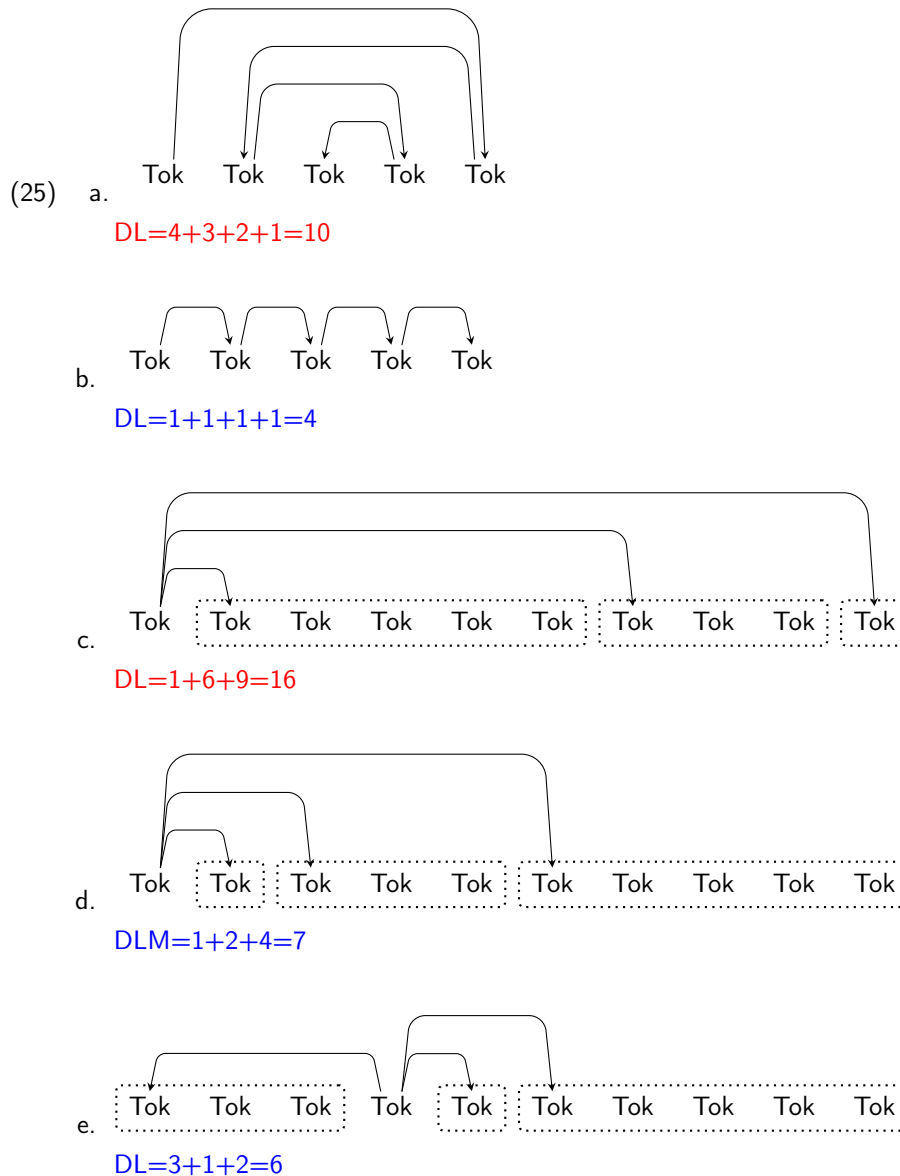 Tok Tok Tok Tok Tok
(25) a.
DL=4+3+2+1=10
Tok Tok Tok Tok Tok
b.
DL=1+1+1+1=4
Tok Tok Tok Tok Tok Tok Tok Tok Tok Tok
c.
DL=1+6+9=16
Tok Tok Tok Tok Tok Tok Tok Tok Tok Tok
d.
DLM=1+2+4=7
Tok Tok Tok Tok Tok Tok Tok Tok Tok Tok
e.
DL=3+1+2=6